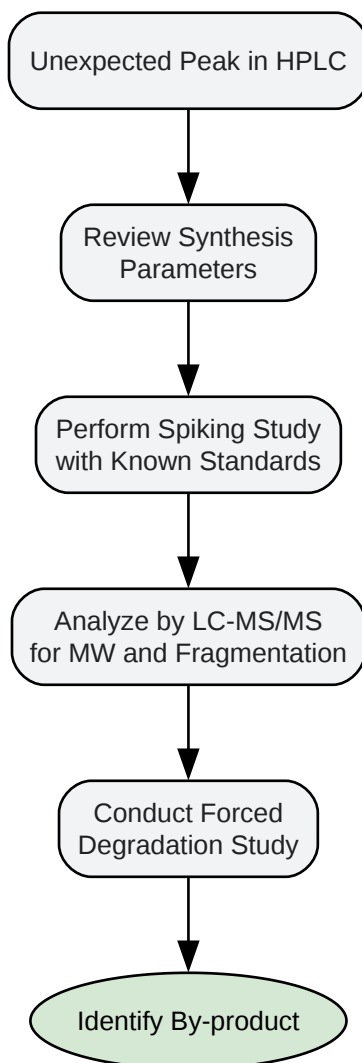 Unexpected Peak in HPLC
Review Synthesis
Parameters
Perform Spiking Study
with Known Standards
Analyze by LC-MS/MS
for MW and Fragmentation
Conduct Forced
Degradation Study
Identify By-product